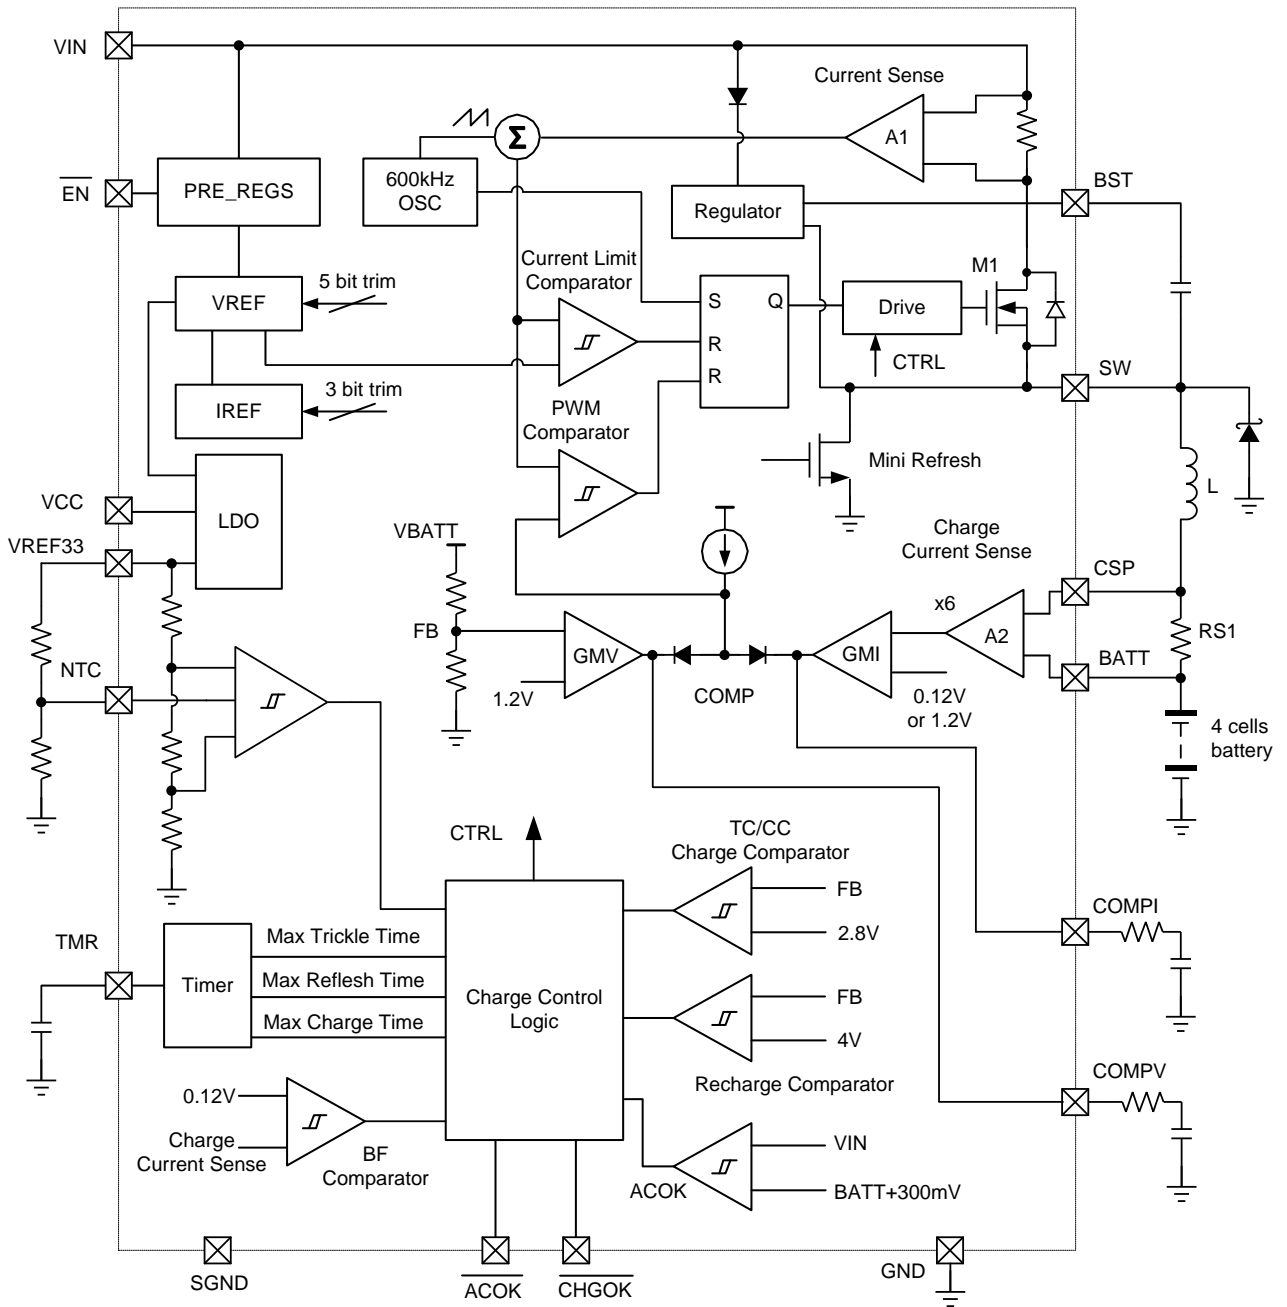 VIN
Current Sense
A1
Σ
600kHz
OSC
EN
PRE_REGS
BST
Regulator
Current Limit
Comparator
M1
5 bit trim
VREF
S
Q
Drive
R
CTRL
SW
3 bit trim
IREF
R
PWM
Comparator
Mini Refresh
L
VCC
LDO
VREF33
VBATT
Charge
Current Sense
CSP
x6
A2
RS1
FB
GMV
GMI
BATT
NTC
1.2V
COMP
0.12V
or 1.2V
4 cells
battery
CTRL
TC/CC
Charge Comparator
FB
2.8V
COMPI
TMR
Max Trickle Time
Timer
Max Reflesh Time
Max Charge Time
Charge Control
Logic
FB
4V
Recharge Comparator
COMPV
0.12V
Charge
Current Sense
BF
Comparator
VIN
ACOK
BATT+300mV
SGND
ACOK
CHGOK
GND